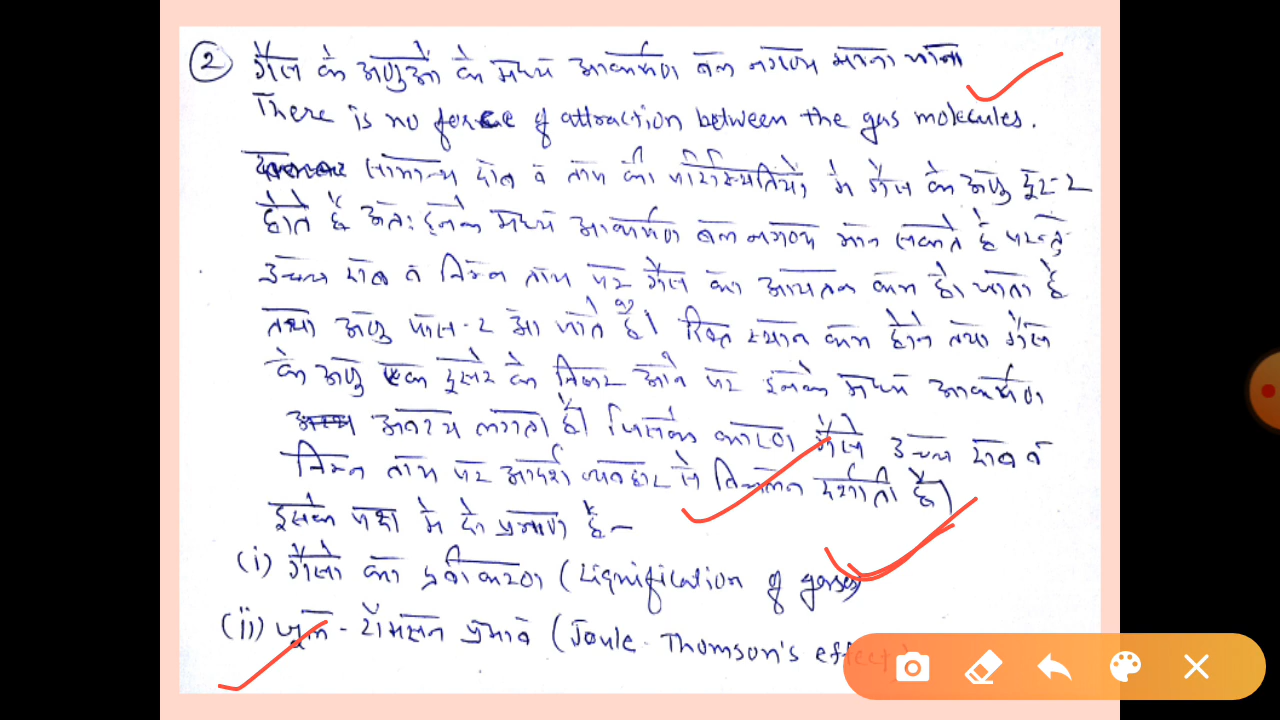 ② गैस के अणुओं के मध्य आकर्षण बल नगण्य माना जाना
There is no force of attraction between the gas molecules.
सामान्य दाब व ताप की परिस्थितियों में गैस के अणु दूर-2
होते हैं अतः इनके मध्य आकर्षण बल नगण्य मान सकते हैं परन्तु
उच्च दाब व निम्न ताप पर गैस का आयतन कम हो जाता है
तथा अणु पास-2 आ जाते हैं। रिक्त स्थान कम होने तथा गैस
के अणु एक दूसरे के निकट आने पर इनके मध्य आकर्षण
अवश्य लगता है। जिसके कारण गैसें उच्च दाब व
निम्न ताप पर आदर्श व्यवहार से विचलन दर्शाती है।
इसके पक्ष में दो प्रमाण हैं -
(i) गैसों का द्रवीकरण (Liquification of gases)
(ii) जूल - थॉमसन प्रभाव (Joule - Thomson's effect)